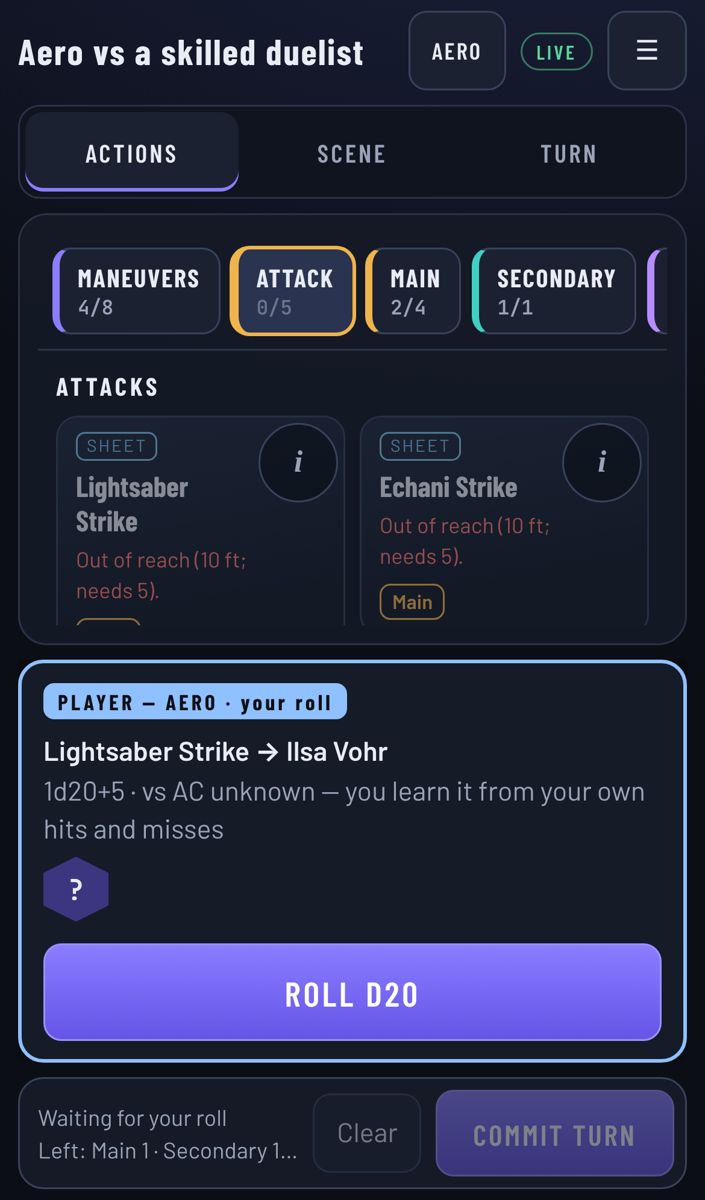 Aero vs a skilled duelist
AERO
LIVE
☰
ACTIONS
SCENE
TURN
MANEUVERS
4/8
ATTACK
0/5
MAIN
2/4
SECONDARY
1/1
ATTACKS
SHEET
i
Lightsaber
Strike
Out of reach (10 ft;
needs 5).
SHEET
i
Echani Strike
Out of reach (10 ft;
needs 5).
Main
PLAYER — AERO · your roll
Lightsaber Strike → Ilsa Vohr
1d20+5 · vs AC unknown — you learn it from your own
hits and misses
?
ROLL D20
Waiting for your roll
Left: Main 1 · Secondary 1...
Clear
COMMIT TURN